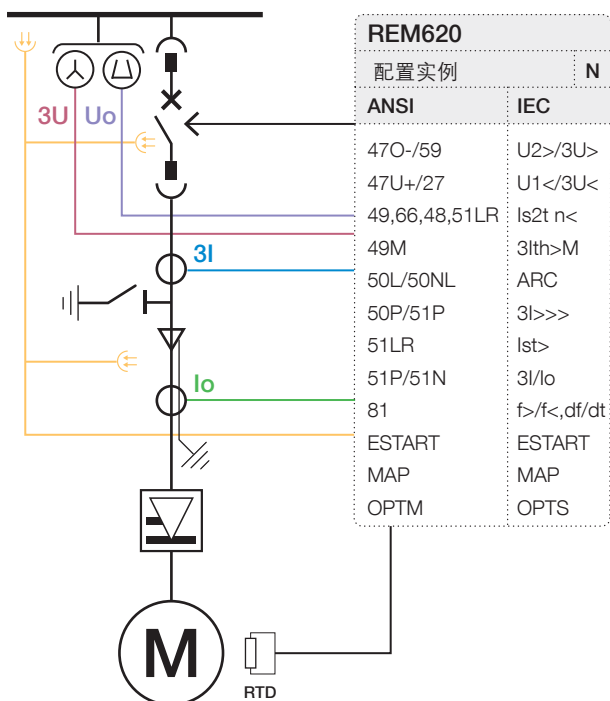 REM620
配置实例 N
ANSI IEC
47O-/59 U2>/3U>
47U+/27 U1</3U<
49,66,48,51LR Is2t n<
49M 3Ith>M
50L/50NL ARC
50P/51P 3I>>>
51LR Ist>
51P/51N 3I/Io
81 f>/f<,df/dt
ESTART ESTART
MAP MAP
OPTM OPTS
3U Uo
3I
Io
M
RTD